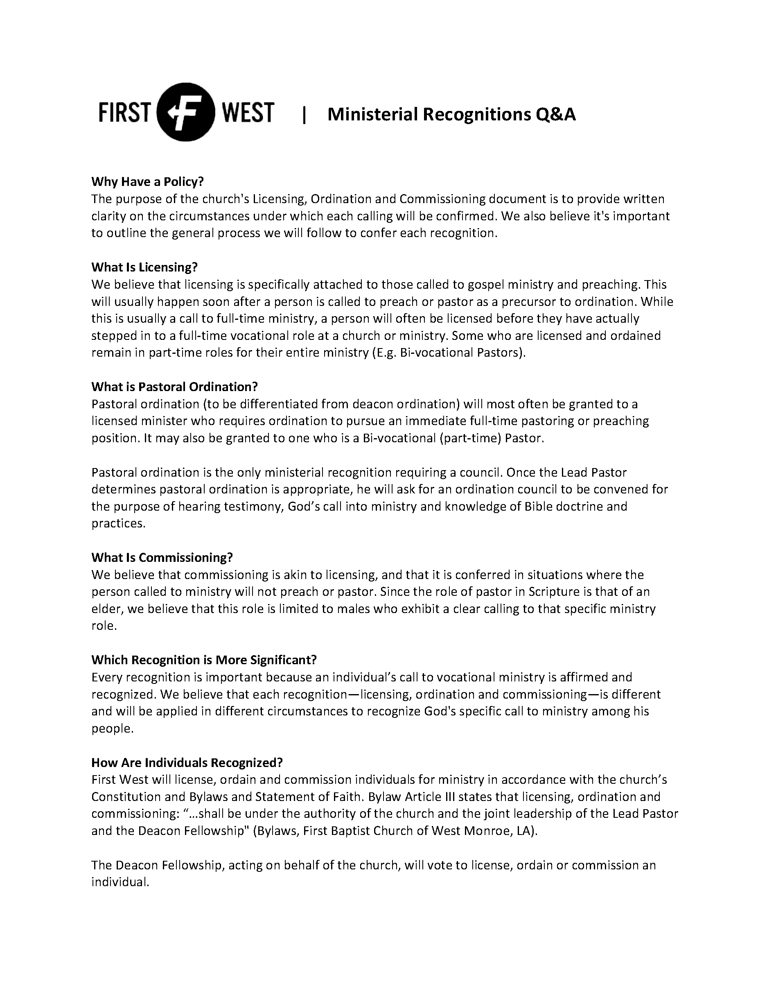 FIRST F WEST | Ministerial Recognitions Q&A
Why Have a Policy?
The purpose of the church's Licensing, Ordination and Commissioning document is to provide written
clarity on the circumstances under which each calling will be confirmed. We also believe it's important
to outline the general process we will follow to confer each recognition.
What Is Licensing?
We believe that licensing is specifically attached to those called to gospel ministry and preaching. This
will usually happen soon after a person is called to preach or pastor as a precursor to ordination. While
this is usually a call to full-time ministry, a person will often be licensed before they have actually
stepped in to a full-time vocational role at a church or ministry. Some who are licensed and ordained
remain in part-time roles for their entire ministry (E.g. Bi-vocational Pastors).
What is Pastoral Ordination?
Pastoral ordination (to be differentiated from deacon ordination) will most often be granted to a
licensed minister who requires ordination to pursue an immediate full-time pastoring or preaching
position. It may also be granted to one who is a Bi-vocational (part-time) Pastor.
Pastoral ordination is the only ministerial recognition requiring a council. Once the Lead Pastor
determines pastoral ordination is appropriate, he will ask for an ordination council to be convened for
the purpose of hearing testimony, God’s call into ministry and knowledge of Bible doctrine and
practices.
What Is Commissioning?
We believe that commissioning is akin to licensing, and that it is conferred in situations where the
person called to ministry will not preach or pastor. Since the role of pastor in Scripture is that of an
elder, we believe that this role is limited to males who exhibit a clear calling to that specific ministry
role.
Which Recognition is More Significant?
Every recognition is important because an individual’s call to vocational ministry is affirmed and
recognized. We believe that each recognition—licensing, ordination and commissioning—is different
and will be applied in different circumstances to recognize God's specific call to ministry among his
people.
How Are Individuals Recognized?
First West will license, ordain and commission individuals for ministry in accordance with the church’s
Constitution and Bylaws and Statement of Faith. Bylaw Article III states that licensing, ordination and
commissioning: “…shall be under the authority of the church and the joint leadership of the Lead Pastor
and the Deacon Fellowship" (Bylaws, First Baptist Church of West Monroe, LA).
The Deacon Fellowship, acting on behalf of the church, will vote to license, ordain or commission an
individual.